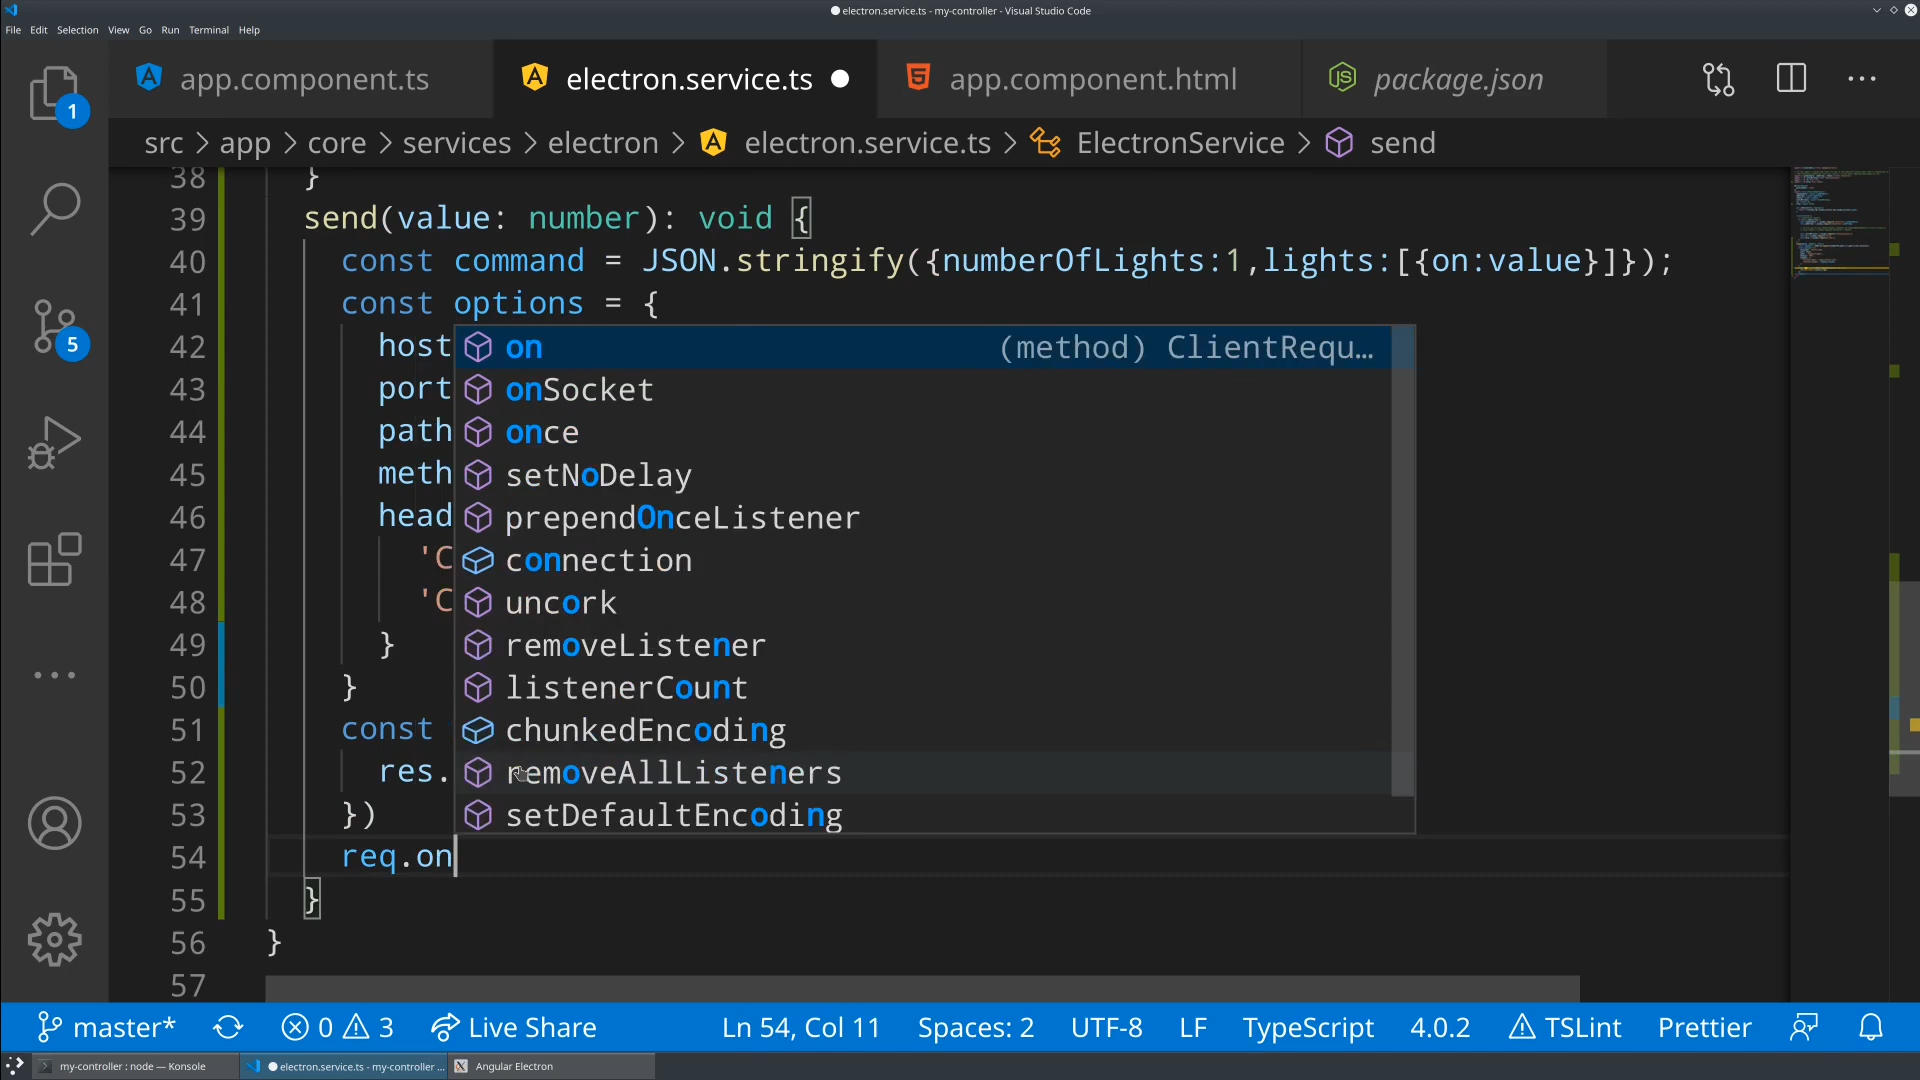 electron.service.ts - my-controller - Visual Studio Code
File Edit Selection View Go Run Terminal Help
app.component.ts electron.service.ts app.component.html package.json
1
src > app > core > services > electron > electron.service.ts > ElectronService > send
38 }
39 send(value: number): void {
40 const command = JSON.stringify({numberOfLights:1,lights:[{on:value}]});
41 const options = {
42 host
43 port
44 path
45 meth
46 head
47 'C
48 'C
49 }
50 }
51 const
52 res.
53 })
54 req.on
55 }
56 }
57
on (method) ClientRequ…
onSocket
once
setNoDelay
prependOnceListener
connection
uncork
removeListener
listenerCount
chunkedEncoding
removeAllListeners
setDefaultEncoding
5
master* 0 3 Live Share Ln 54, Col 11 Spaces: 2 UTF-8 LF TypeScript 4.0.2 TSLint Prettier
my-controller : node — Konsole electron.service.ts - my-controller ... Angular Electron